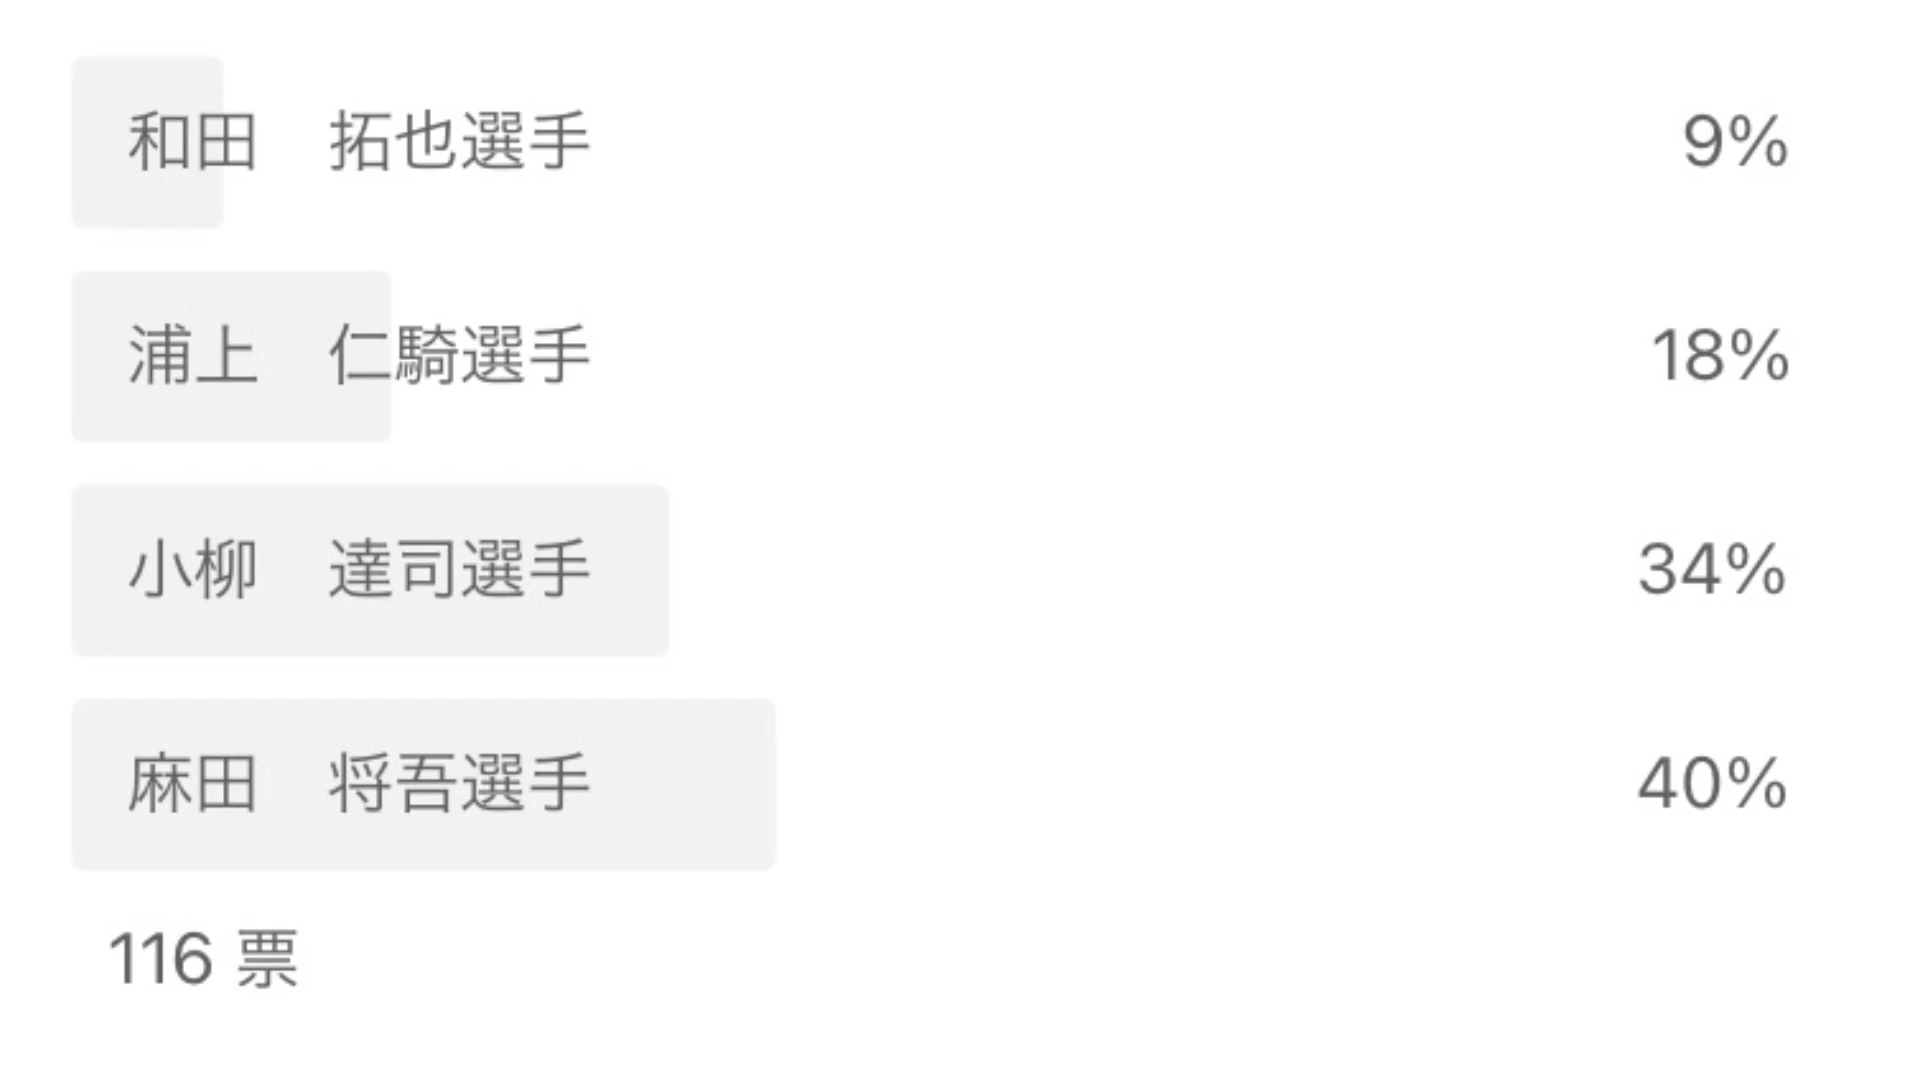 和田　拓也選手 9%
浦上　仁騎選手 18%
小柳　達司選手 34%
麻田　将吾選手 40%
116 票